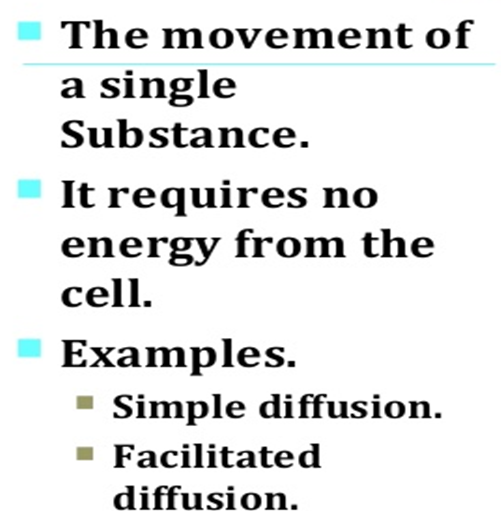 The movement of
a single
Substance.
It requires no
energy from the
cell.
Examples.
Simple diffusion.
Facilitated
diffusion.